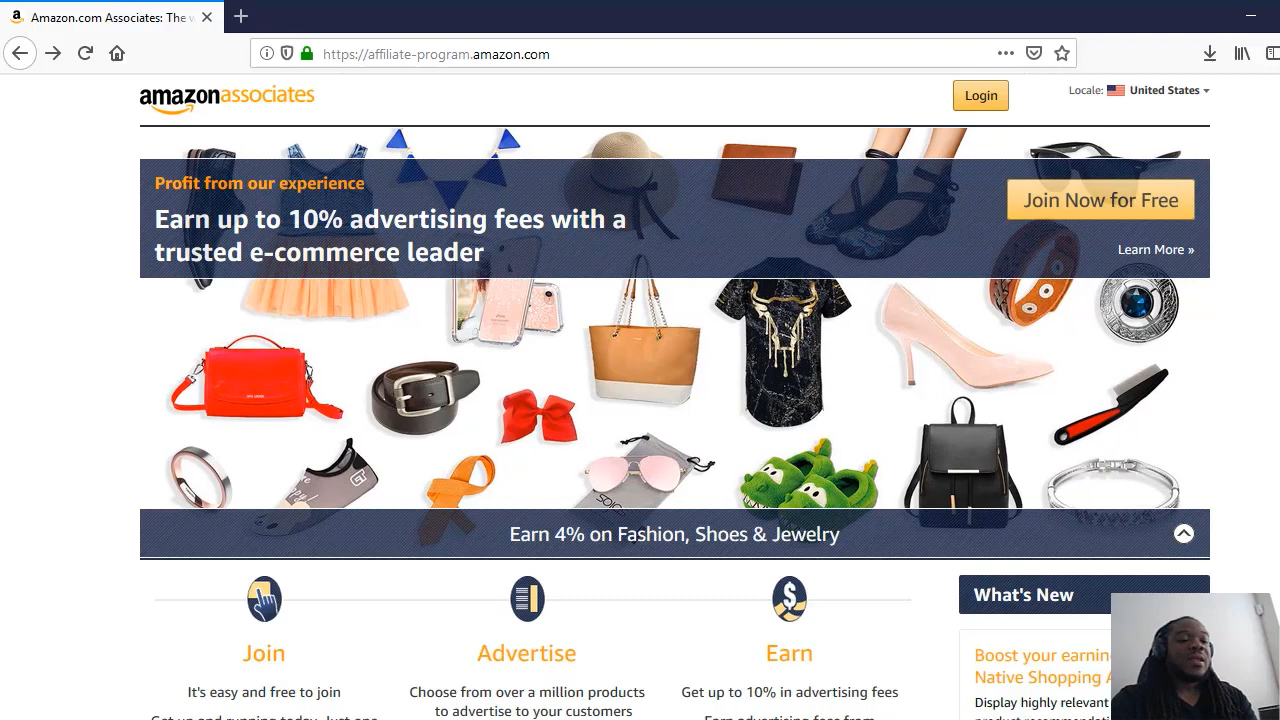 Amazon.com Associates: The
https://affiliate-program.amazon.com
amazonassociates
Login
Locale: United States
Profit from our experience
Earn up to 10% advertising fees with a
trusted e-commerce leader
Join Now for Free
Learn More »
Earn 4% on Fashion, Shoes & Jewelry
What's New
Join
Advertise
Earn
It's easy and free to join
Choose from over a million products
to advertise to your customers
Get up to 10% in advertising fees
Boost your
Native Shopping
Display highly relevant